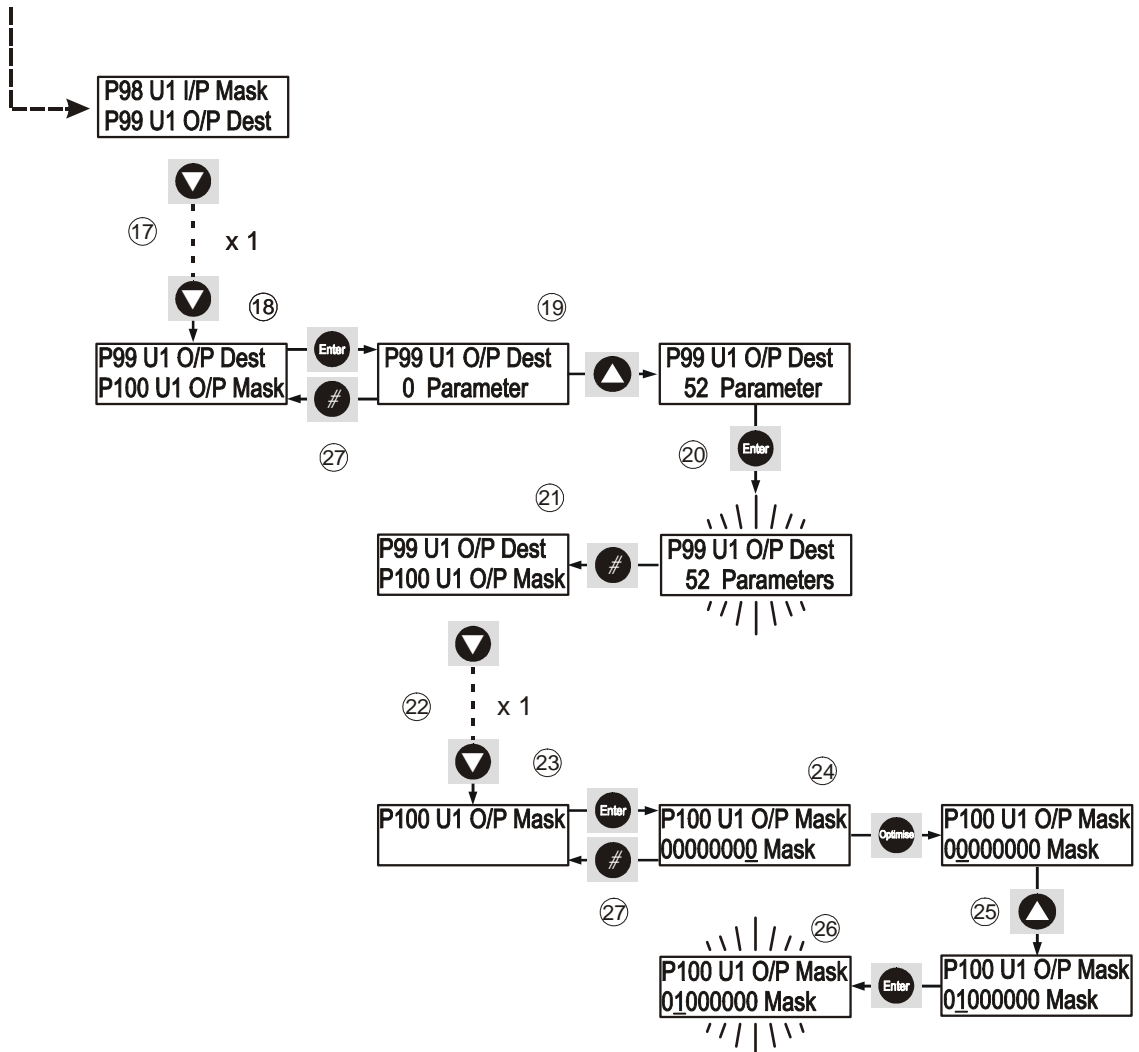 P98 U1 I/P Mask
P99 U1 O/P Dest
17
x 1
18
19
P99 U1 O/P Dest
P100 U1 O/P Mask
Enter
#
P99 U1 O/P Dest
0 Parameter
P99 U1 O/P Dest
52 Parameter
27
20
Enter
21
P99 U1 O/P Dest
P100 U1 O/P Mask
#
P99 U1 O/P Dest
52 Parameters
22
x 1
23
24
P100 U1 O/P Mask
Enter
#
P100 U1 O/P Mask
00000000 Mask
Optimise
P100 U1 O/P Mask
00000000 Mask
27
25
26
P100 U1 O/P Mask
01000000 Mask
Enter
P100 U1 O/P Mask
01000000 Mask